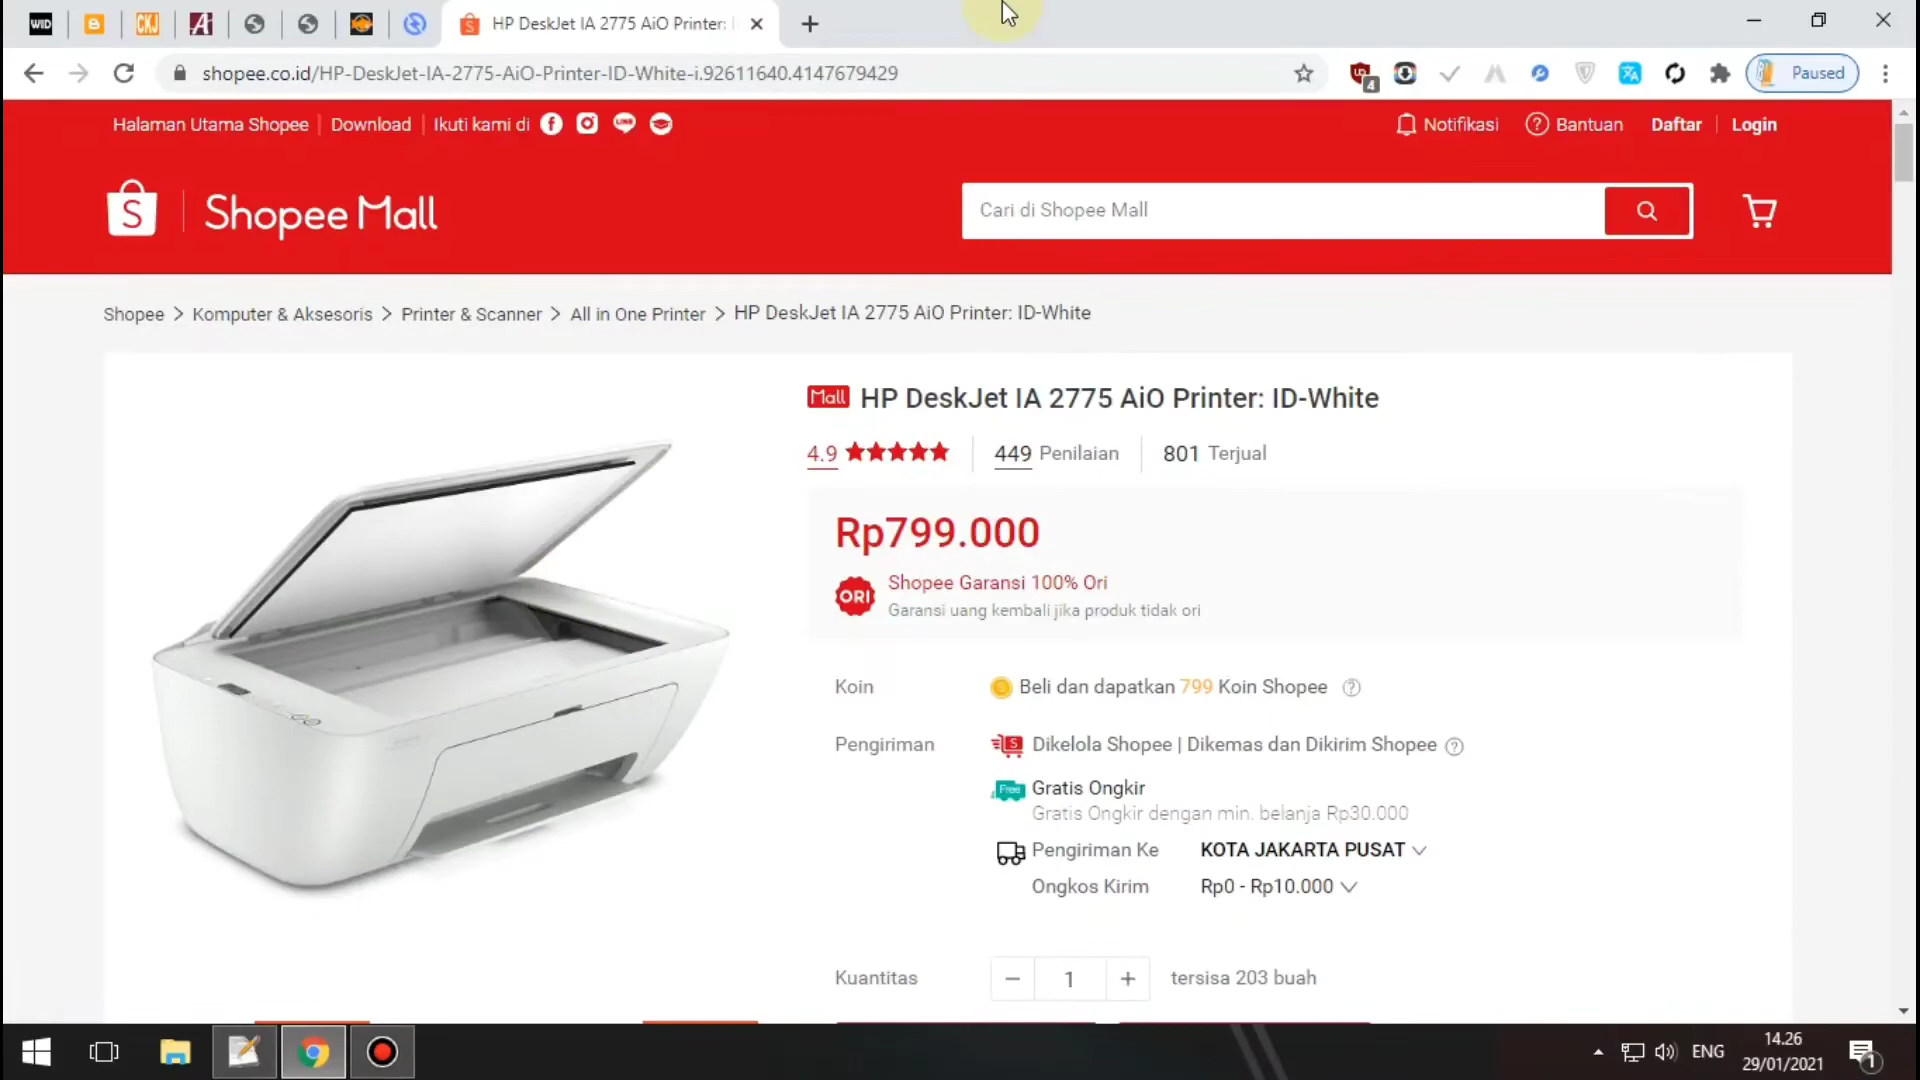 WID
CKJ
HP DeskJet IA 2775 AiO Printer:
shopee.co.id/HP-DeskJet-IA-2775-AiO-Printer-ID-White-i.92611640.4147679429
4
Paused
Halaman Utama Shopee
Download
Ikuti kami di
Notifikasi
Bantuan
Daftar
Login
Shopee Mall
Cari di Shopee Mall
Shopee > Komputer & Aksesoris > Printer & Scanner > All in One Printer > HP DeskJet IA 2775 AiO Printer: ID-White
Mall HP DeskJet IA 2775 AiO Printer: ID-White
4.9
449 Penilaian
801 Terjual
Rp799.000
ORI
Shopee Garansi 100% Ori
Garansi uang kembali jika produk tidak ori
Koin
Beli dan dapatkan 799 Koin Shopee
Pengiriman
Dikelola Shopee | Dikemas dan Dikirim Shopee
Free
Gratis Ongkir
Gratis Ongkir dengan min. belanja Rp30.000
Pengiriman Ke
KOTA JAKARTA PUSAT
Ongkos Kirim
Rp0 - Rp10.000
Kuantitas
− 1 +
tersisa 203 buah
ENG
14.26
29/01/2021
1